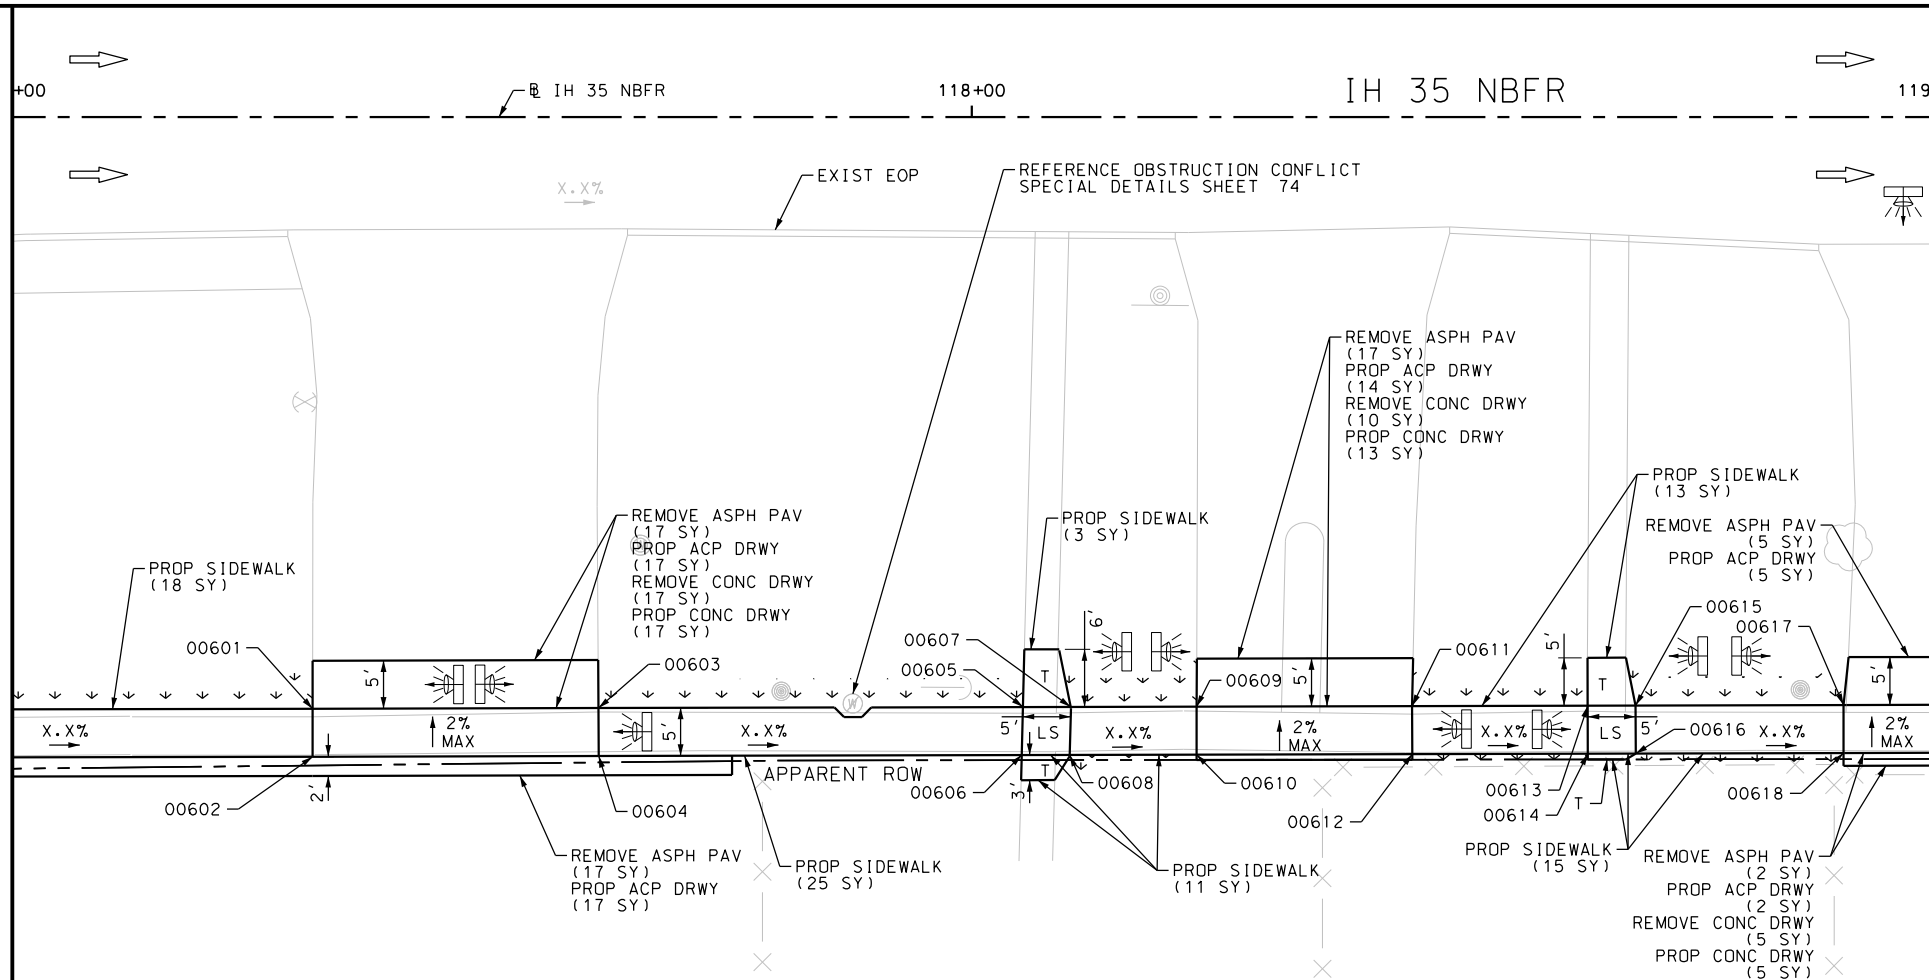 +00
℄ IH 35 NBFR
118+00
IH 35 NBFR
119
EXIST EOP
REFERENCE OBSTRUCTION CONFLICT
SPECIAL DETAILS SHEET 74
X.X%
REMOVE ASPH PAV
(17 SY)
PROP ACP DRWY
(14 SY)
REMOVE CONC DRWY
(10 SY)
PROP CONC DRWY
(13 SY)
PROP SIDEWALK
(13 SY)
REMOVE ASPH PAV
(5 SY)
PROP ACP DRWY
(5 SY)
REMOVE ASPH PAV
(17 SY)
PROP ACP DRWY
(17 SY)
REMOVE CONC DRWY
(17 SY)
PROP CONC DRWY
(17 SY)
PROP SIDEWALK
(3 SY)
PROP SIDEWALK
(18 SY)
00601
00603
00607
00605
00609
00611
00615
00617
5'
6'
T
5'
5'
T
5'
W
X.X%
2%
MAX
5'
X.X%
5'
LS
X.X%
2%
MAX
X.X%
LS
5'
00616
X.X%
2%
MAX
APPARENT ROW
2'
T
3'
00602
00604
00606
00608
00610
00612
00613
00614
T
00618
REMOVE ASPH PAV
(17 SY)
PROP ACP DRWY
(17 SY)
PROP SIDEWALK
(25 SY)
PROP SIDEWALK
(11 SY)
PROP SIDEWALK
(15 SY)
REMOVE ASPH PAV
(2 SY)
PROP ACP DRWY
(2 SY)
REMOVE CONC DRWY
(5 SY)
PROP CONC DRWY
(5 SY)